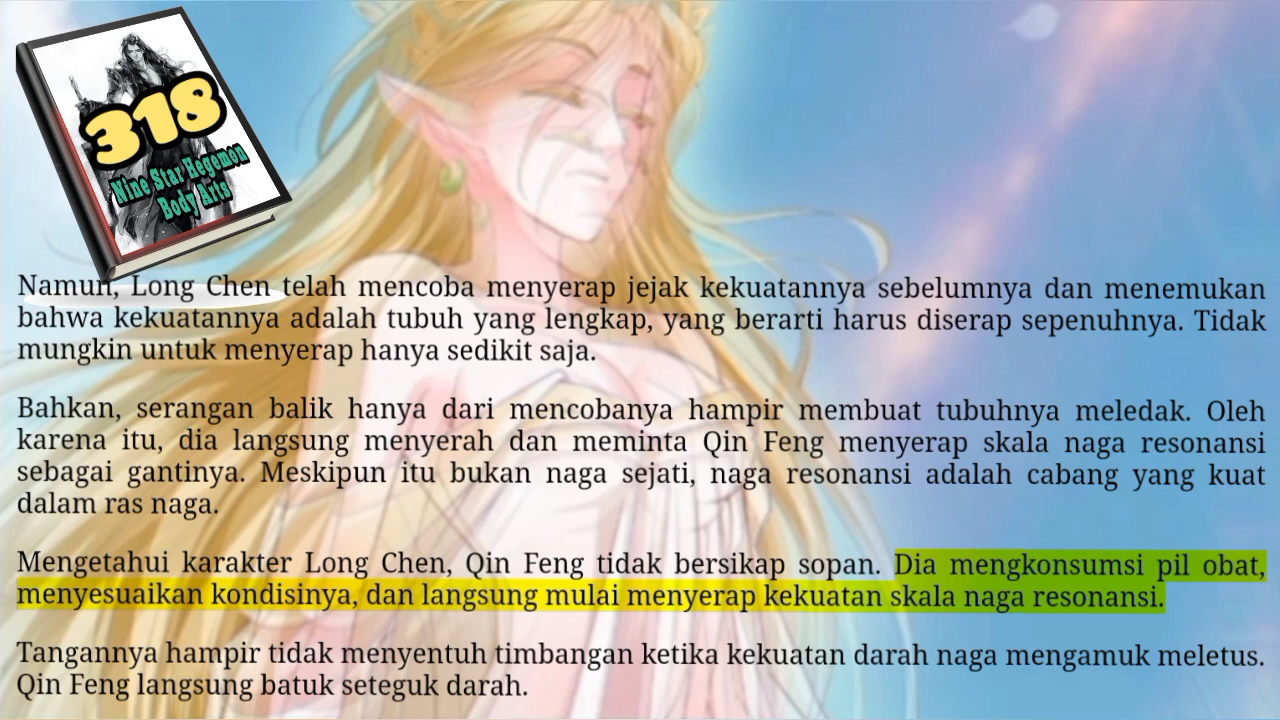 318
Nine Star Hegemon
Body Arts
Namun, Long Chen telah mencoba menyerap jejak kekuatannya sebelumnya dan menemukan
bahwa kekuatannya adalah tubuh yang lengkap, yang berarti harus diserap sepenuhnya. Tidak
mungkin untuk menyerap hanya sedikit saja.
Bahkan, serangan balik hanya dari mencobanya hampir membuat tubuhnya meledak. Oleh
karena itu, dia langsung menyerah dan meminta Qin Feng menyerap skala naga resonansi
sebagai gantinya. Meskipun itu bukan naga sejati, naga resonansi adalah cabang yang kuat
dalam ras naga.
Mengetahui karakter Long Chen, Qin Feng tidak bersikap sopan. Dia mengkonsumsi pil obat,
menyesuaikan kondisinya, dan langsung mulai menyerap kekuatan skala naga resonansi.
Tangannya hampir tidak menyentuh timbangan ketika kekuatan darah naga mengamuk meletus.
Qin Feng langsung batuk seteguk darah.